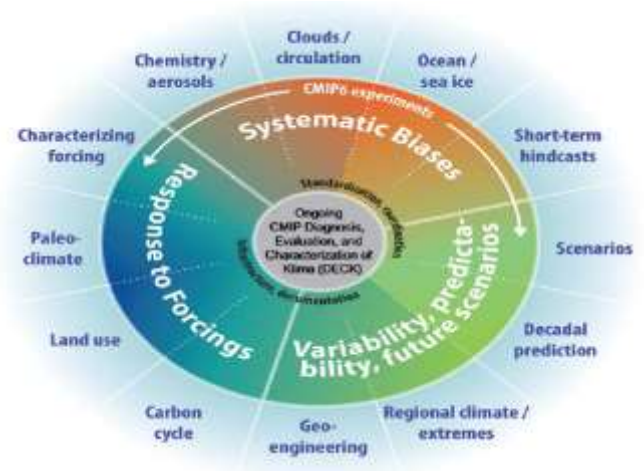 Clouds /
circulation
Chemistry /
aerosols
Ocean /
sea ice
CMIP6 experiments
Systematic Biases
Characterizing
forcing
Short-term
hindcasts
Response to Forcings
Standardisation,
Ongoing
CMIP Diagnosis,
Evaluation, and
Characterization of
Klima (DECK)
documentation
Paleo-
climate
Scenarios
Variability, predicta-
bility, future scenarios
Land use
Decadal
prediction
Carbon
cycle
Geo-
engineering
Regional climate /
extremes